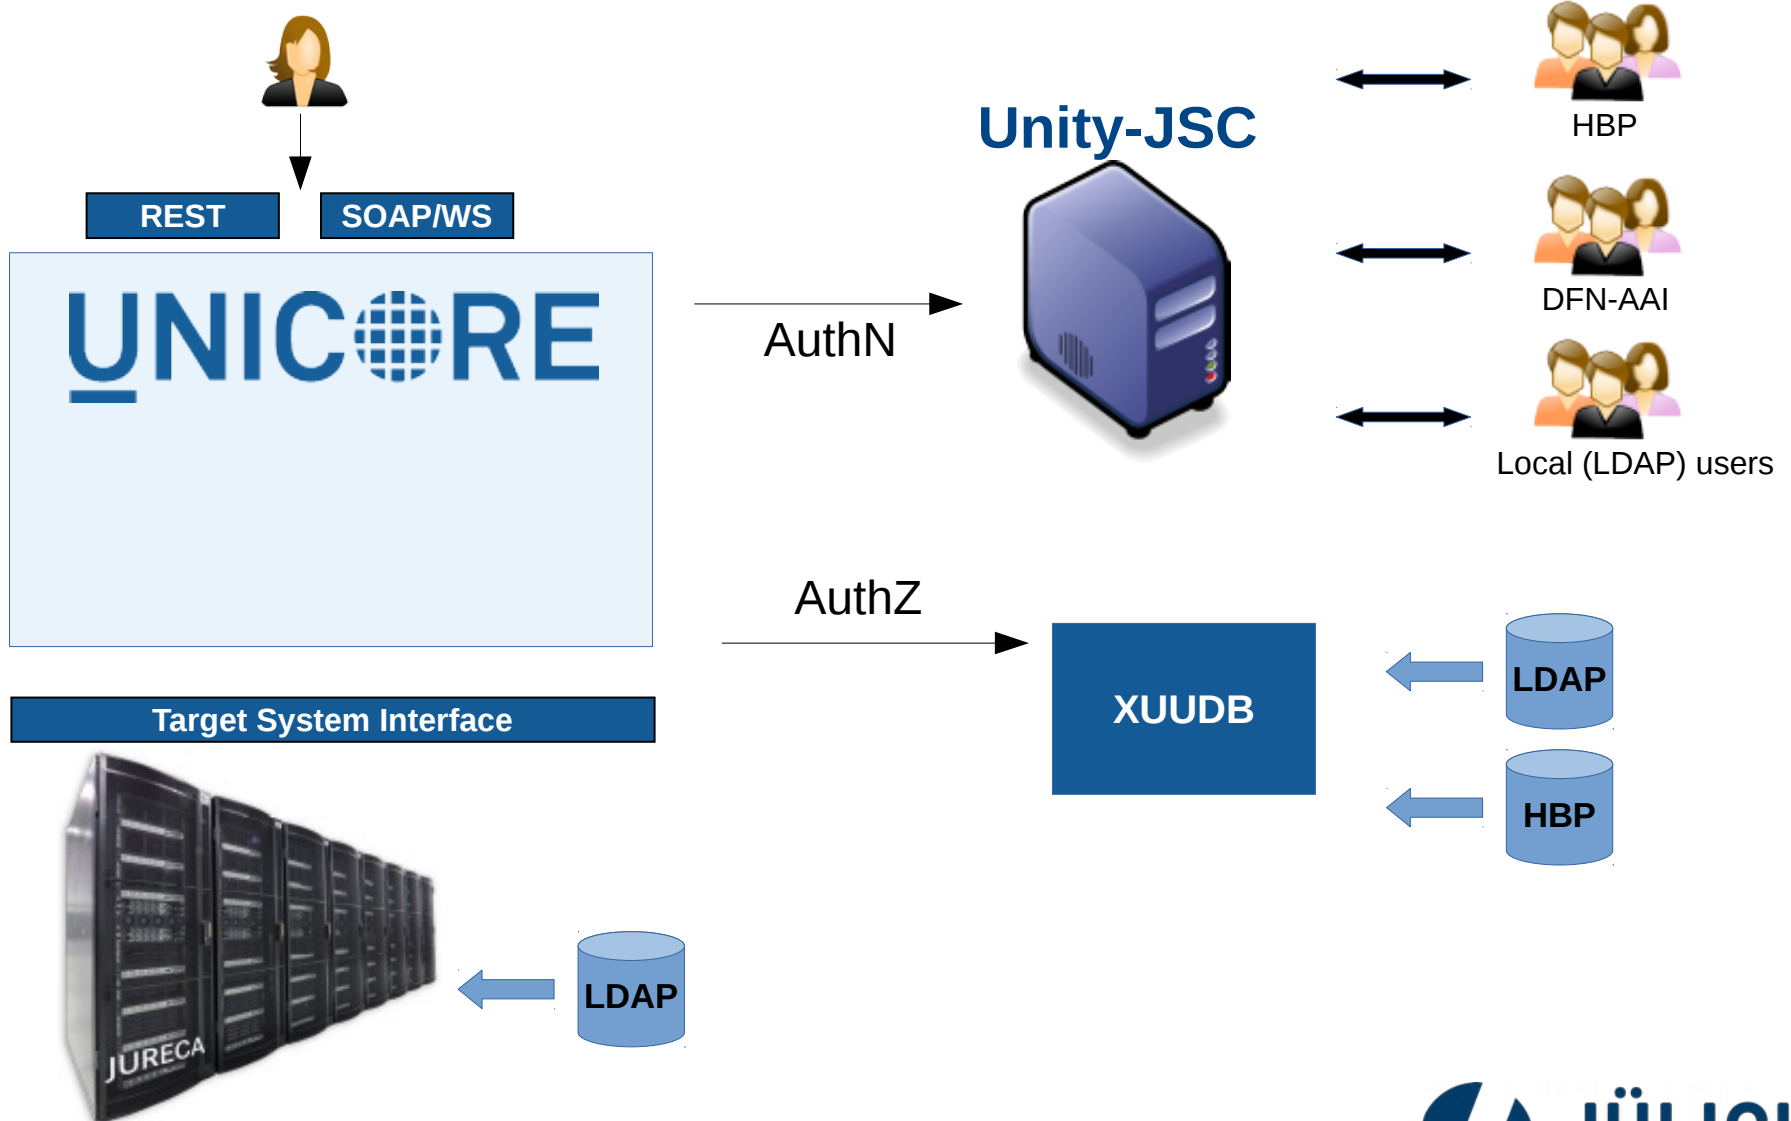 Unity-JSC
HBP
REST
SOAP/WS
UNICORE
AuthN
DFN-AAI
Local (LDAP) users
AuthZ
XUUDB
LDAP
HBP
Target System Interface
JURECA
LDAP